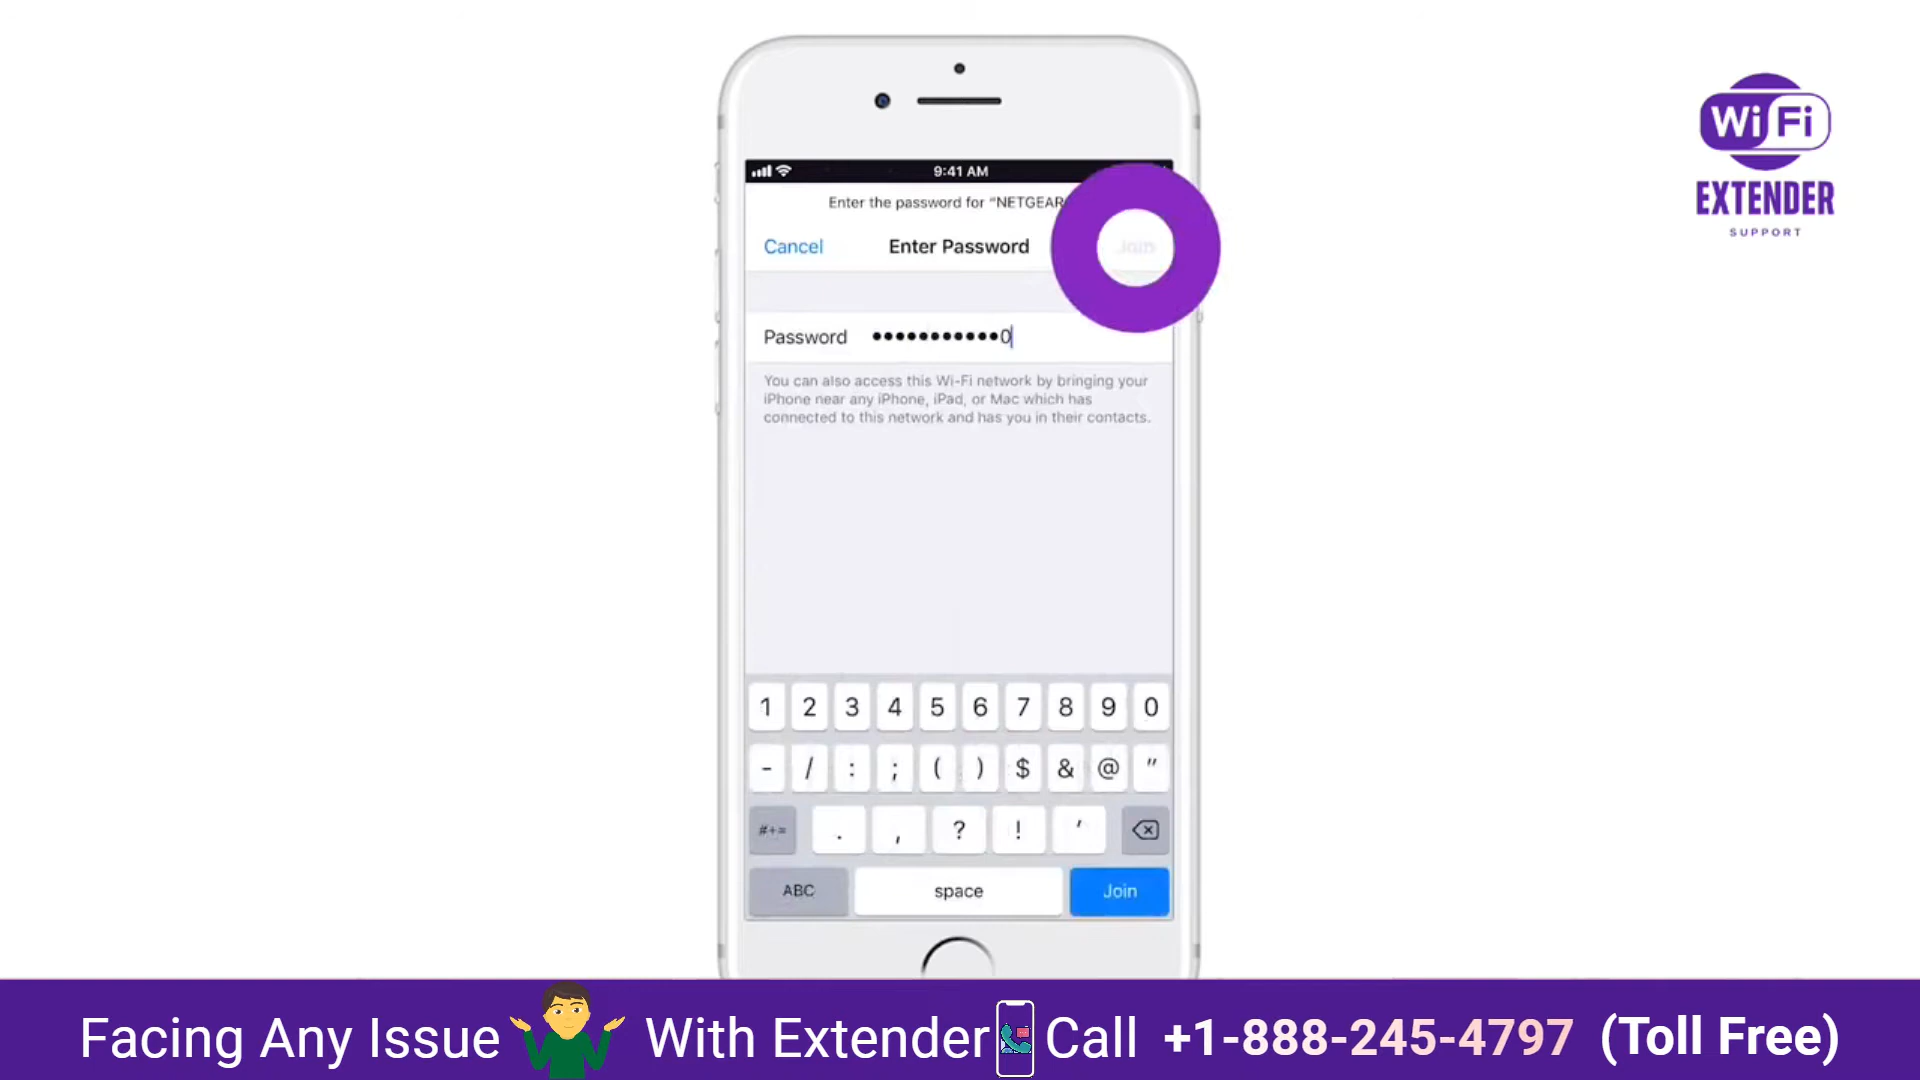 WiFi
EXTENDER
SUPPORT
9:41 AM
Enter the password for “NETGEAR
Cancel Enter Password Join
Password ●●●●●●●●●●●0
You can also access this Wi-Fi network by bringing your
iPhone near any iPhone, iPad, or Mac which has
connected to this network and has you in their contacts.
1 2 3 4 5 6 7 8 9 0
- / : ; ( ) $ & @ "
#+= . , ? ! '
ABC space Join
Facing Any Issue With Extender Call +1-888-245-4797 (Toll Free)